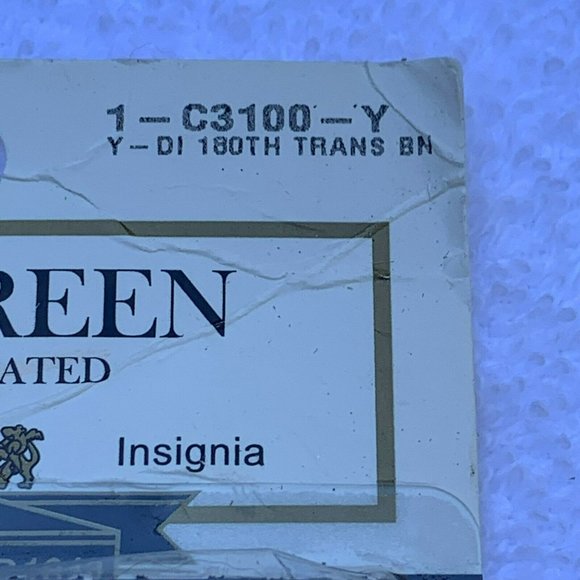 1-C3100-Y
Y-DI 180TH TRANS BN
REEN
ATED
Insignia